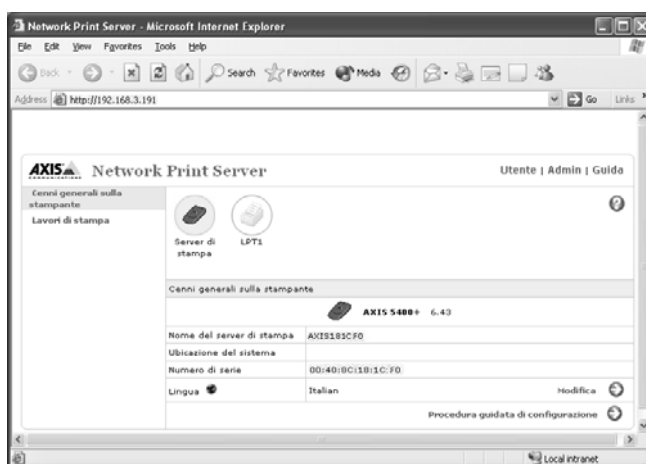 Network Print Server - Microsoft Internet Explorer
File Edit View Favorites Tools Help
Back Search Favorites Media
Address http://192.168.3.191 Go Links
AXIS COMMUNICATIONS Network Print Server Utente | Admin | Guida
Cenni generali sulla stampante
Lavori di stampa
Server di stampa
LPT1
Cenni generali sulla stampante
AXIS 5400+ 6.43
Nome del server di stampa AXIS181CF0
Ubicazione del sistema
Numero di serie 00:40:8C:18:1C:F0
Lingua Italian Modifica
Procedura guidata di configurazione
Local intranet